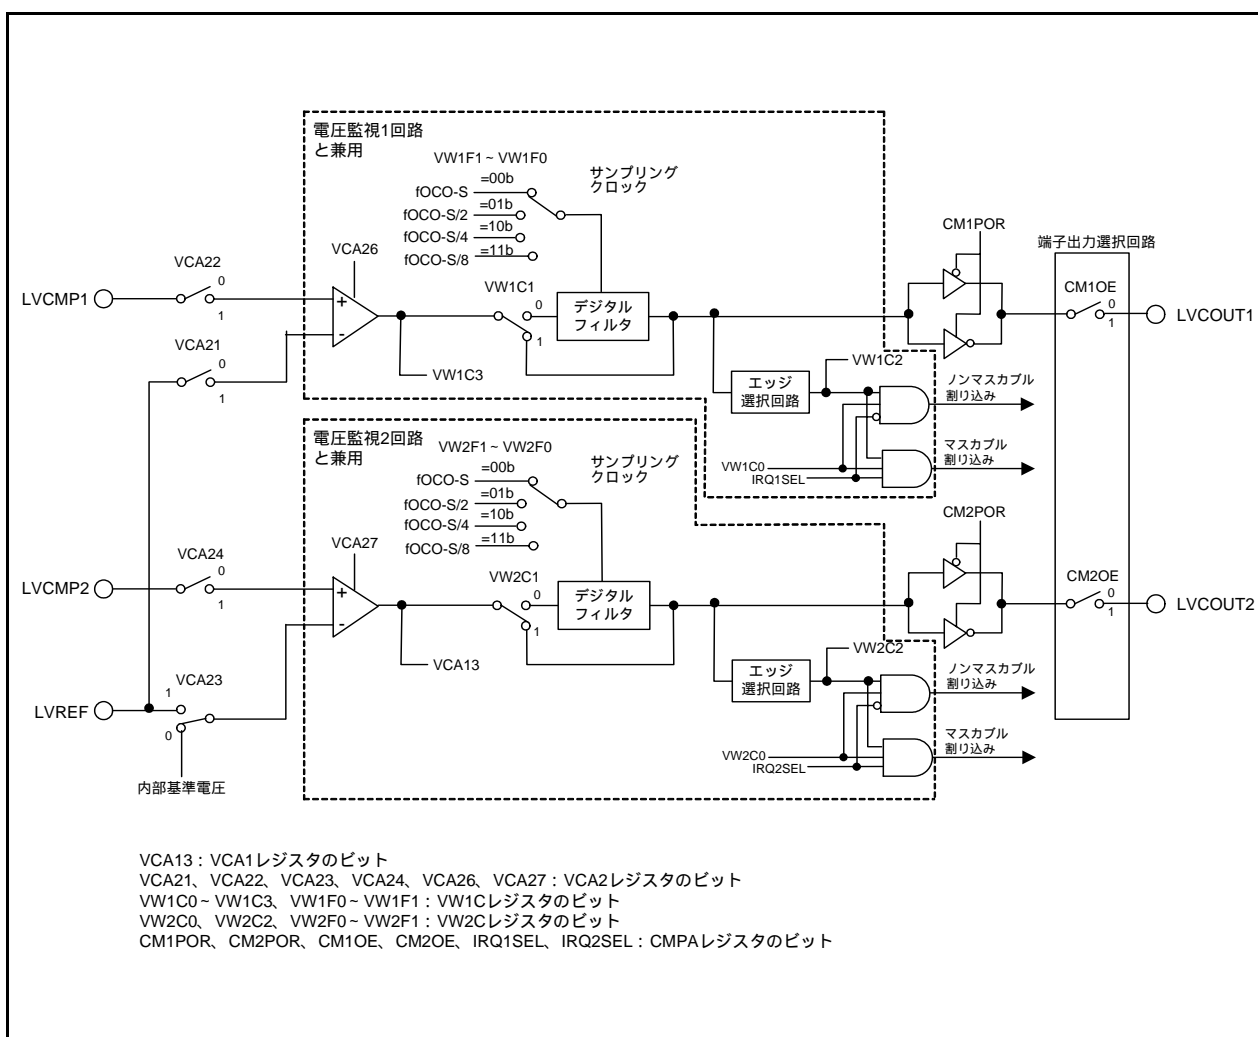 電圧監視1回路
と兼用
VW1F1~VW1F0
サンプリング
クロック
fOCO-S
=00b
fOCO-S/2
=01b
fOCO-S/4
=10b
fOCO-S/8
=11b
VCA26
VCA22
0
1
LVCMP1
+
-
VW1C1
0
1
デジタル
フィルタ
VW1C3
VCA21
0
1
CM1POR
端子出力選択回路
CM1OE
0
1
LVCOUT1
VW1C2
エッジ
選択回路
ノンマスカブル
割り込み
マスカブル
割り込み
VW1C0
IRQ1SEL
電圧監視2回路
と兼用
VW2F1~VW2F0
サンプリング
クロック
fOCO-S
=00b
fOCO-S/2
=01b
fOCO-S/4
=10b
fOCO-S/8
=11b
VCA27
VCA24
0
1
LVCMP2
+
-
VW2C1
0
1
デジタル
フィルタ
VCA13
CM2POR
CM2OE
0
1
LVCOUT2
VW2C2
エッジ
選択回路
ノンマスカブル
割り込み
マスカブル
割り込み
VW2C0
IRQ2SEL
VCA23
1
0
LVREF
内部基準電圧
VCA13:VCA1レジスタのビット
VCA21、VCA22、VCA23、VCA24、VCA26、VCA27:VCA2レジスタのビット
VW1C0~VW1C3、VW1F0~VW1F1:VW1Cレジスタのビット
VW2C0、VW2C2、VW2F0~VW2F1:VW2Cレジスタのビット
CM1POR、CM2POR、CM1OE、CM2OE、IRQ1SEL、IRQ2SEL:CMPAレジスタのビット